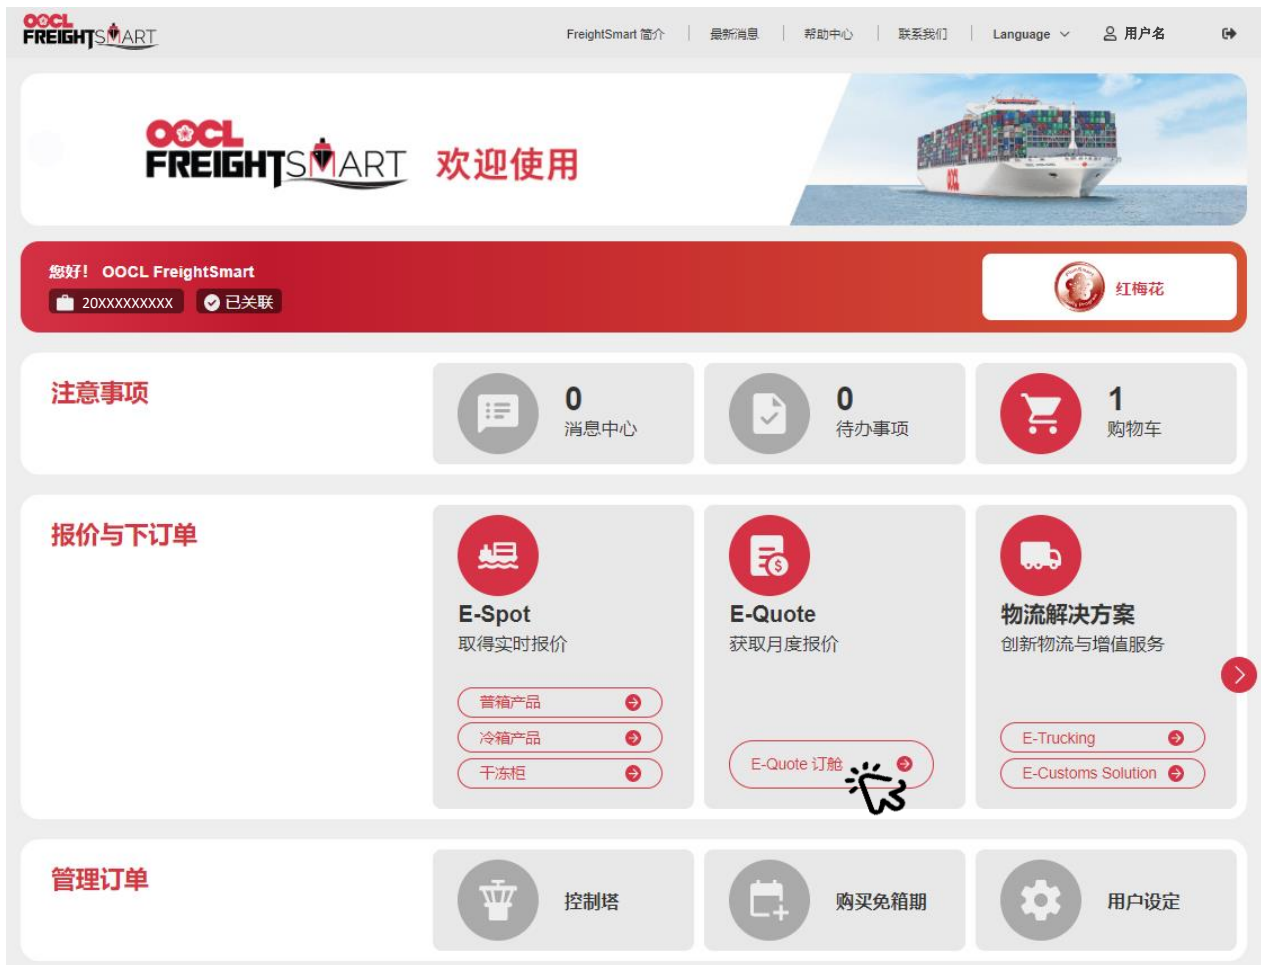 OOCL
FREIGHTSMART
FreightSmart 简介
最新消息
帮助中心
联系我们
Language
用户名
OOCL
FREIGHTSMART 欢迎使用
您好! OOCL FreightSmart
20XXXXXXXXX
已关联
红梅花
注意事项
0
消息中心
0
待办事项
1
购物车
报价与下订单
E-Spot
取得实时报价
普箱产品
冷箱产品
干冻柜
E-Quote
获取月度报价
E-Quote 订舱
物流解决方案
创新物流与增值服务
E-Trucking
E-Customs Solution
管理订单
控制塔
购买免箱期
用户设定